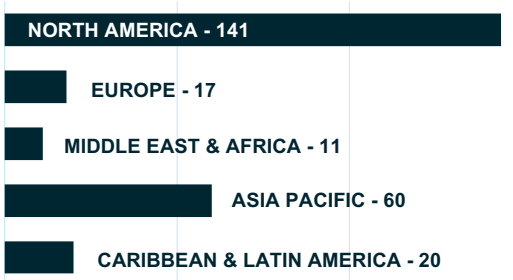 NORTH AMERICA - 141
EUROPE - 17
MIDDLE EAST & AFRICA - 11
ASIA PACIFIC - 60
CARIBBEAN & LATIN AMERICA - 20